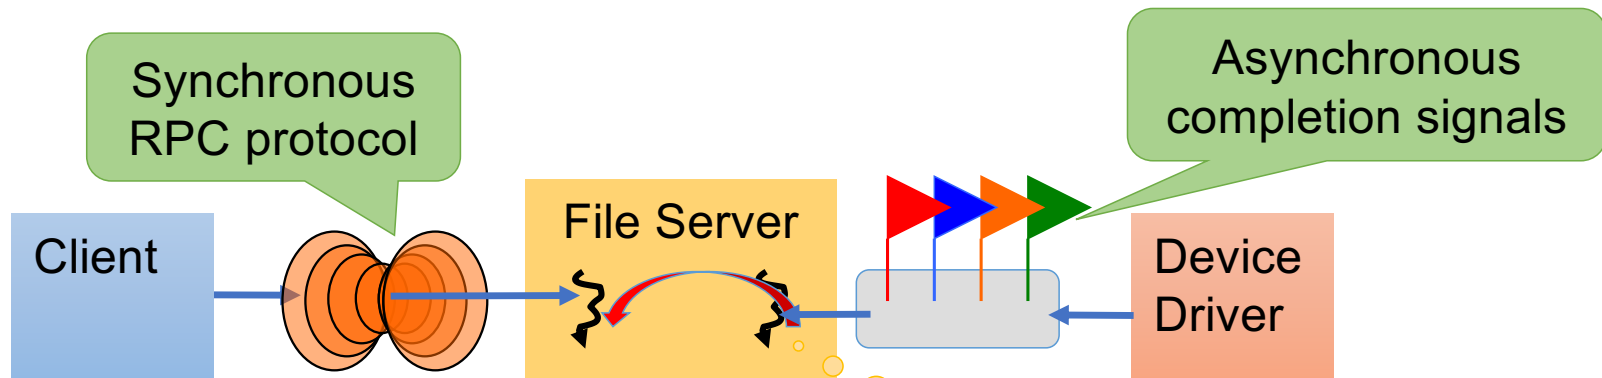 Synchronous
RPC protocol
Asynchronous
completion signals
Client
File Server
Device
Driver